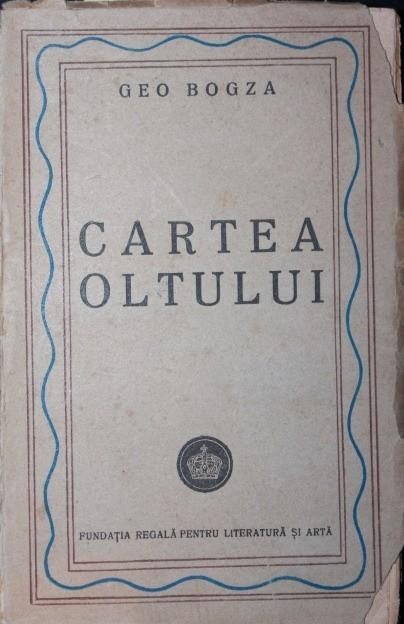 GEO BOGZA
CARTEA
OLTULUI
FUNDAȚIA REGALĂ PENTRU LITERATURĂ ȘI ARTĂ